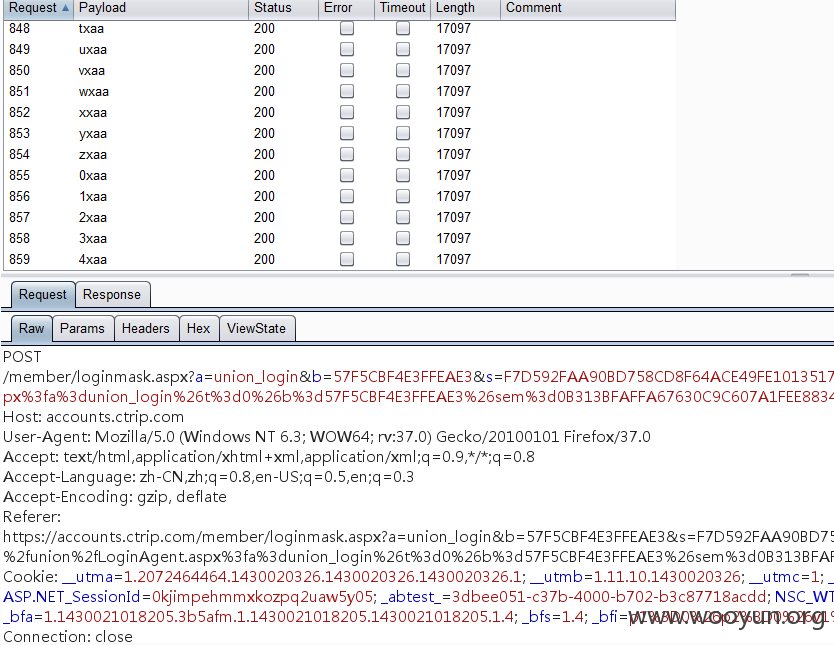 Request Payload Status Error Timeout Length Comment
848 txaa 200 17097
849 uxaa 200 17097
850 vxaa 200 17097
851 wxaa 200 17097
852 xxaa 200 17097
853 yxaa 200 17097
854 zxaa 200 17097
855 0xaa 200 17097
856 1xaa 200 17097
857 2xaa 200 17097
858 3xaa 200 17097
859 4xaa 200 17097
Request Response
Raw Params Headers Hex ViewState
POST
/member/loginmask.aspx?a=union_login&b=57F5CBF4E3FFEAE3&s=F7D592FAA90BD758CD8F64ACE49FE1013517
px%3fa%3dunion_login%26t%3d0%26b%3d57F5CBF4E3FFEAE3%26sem%3d0B313BFAFFA67630C9C607A1FEE8834
Host: accounts.ctrip.com
User-Agent: Mozilla/5.0 (Windows NT 6.3; WOW64; rv:37.0) Gecko/20100101 Firefox/37.0
Accept: text/html,application/xhtml+xml,application/xml;q=0.9,*/*;q=0.8
Accept-Language: zh-CN,zh;q=0.8,en-US;q=0.5,en;q=0.3
Accept-Encoding: gzip, deflate
Referer:
https://accounts.ctrip.com/member/loginmask.aspx?a=union_login&b=57F5CBF4E3FFEAE3&s=F7D592FAA90BD75
%2funion%2fLoginAgent.aspx%3fa%3dunion_login%26t%3d0%26b%3d57F5CBF4E3FFEAE3%26sem%3d0B313BFAF
Cookie: __utma=1.2072464464.1430020326.1430020326.1430020326.1; __utmb=1.11.10.1430020326; __utmc=1; _
ASP.NET_SessionId=0kjimpehmmxkozpq2uaw5y05; _abtest_=3dbee051-c37b-4000-b702-b3c87718acdd; NSC_WT
_bfa=1.1430021018205.3b5afm.1.1430021018205.1430021018205.1.4; _bfs=1.4; _bfi=
www.wooyun.org
Connection: close